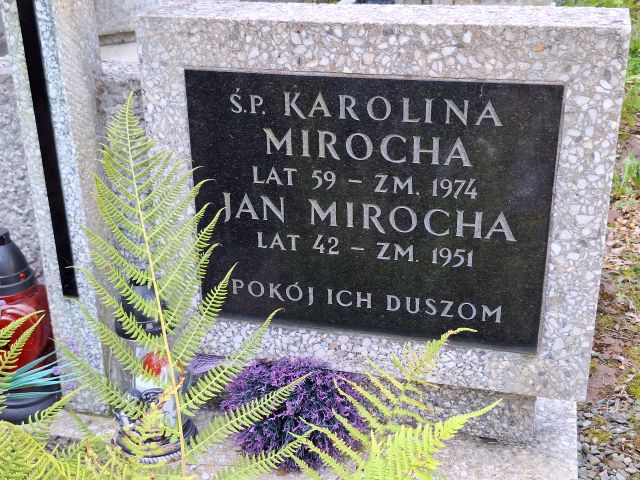 Ś.P. KAROLINA
MIROCHA
LAT 59 – ZM. 1974
JAN MIROCHA
LAT 42 – ZM. 1951
POKÓJ ICH DUSZOM